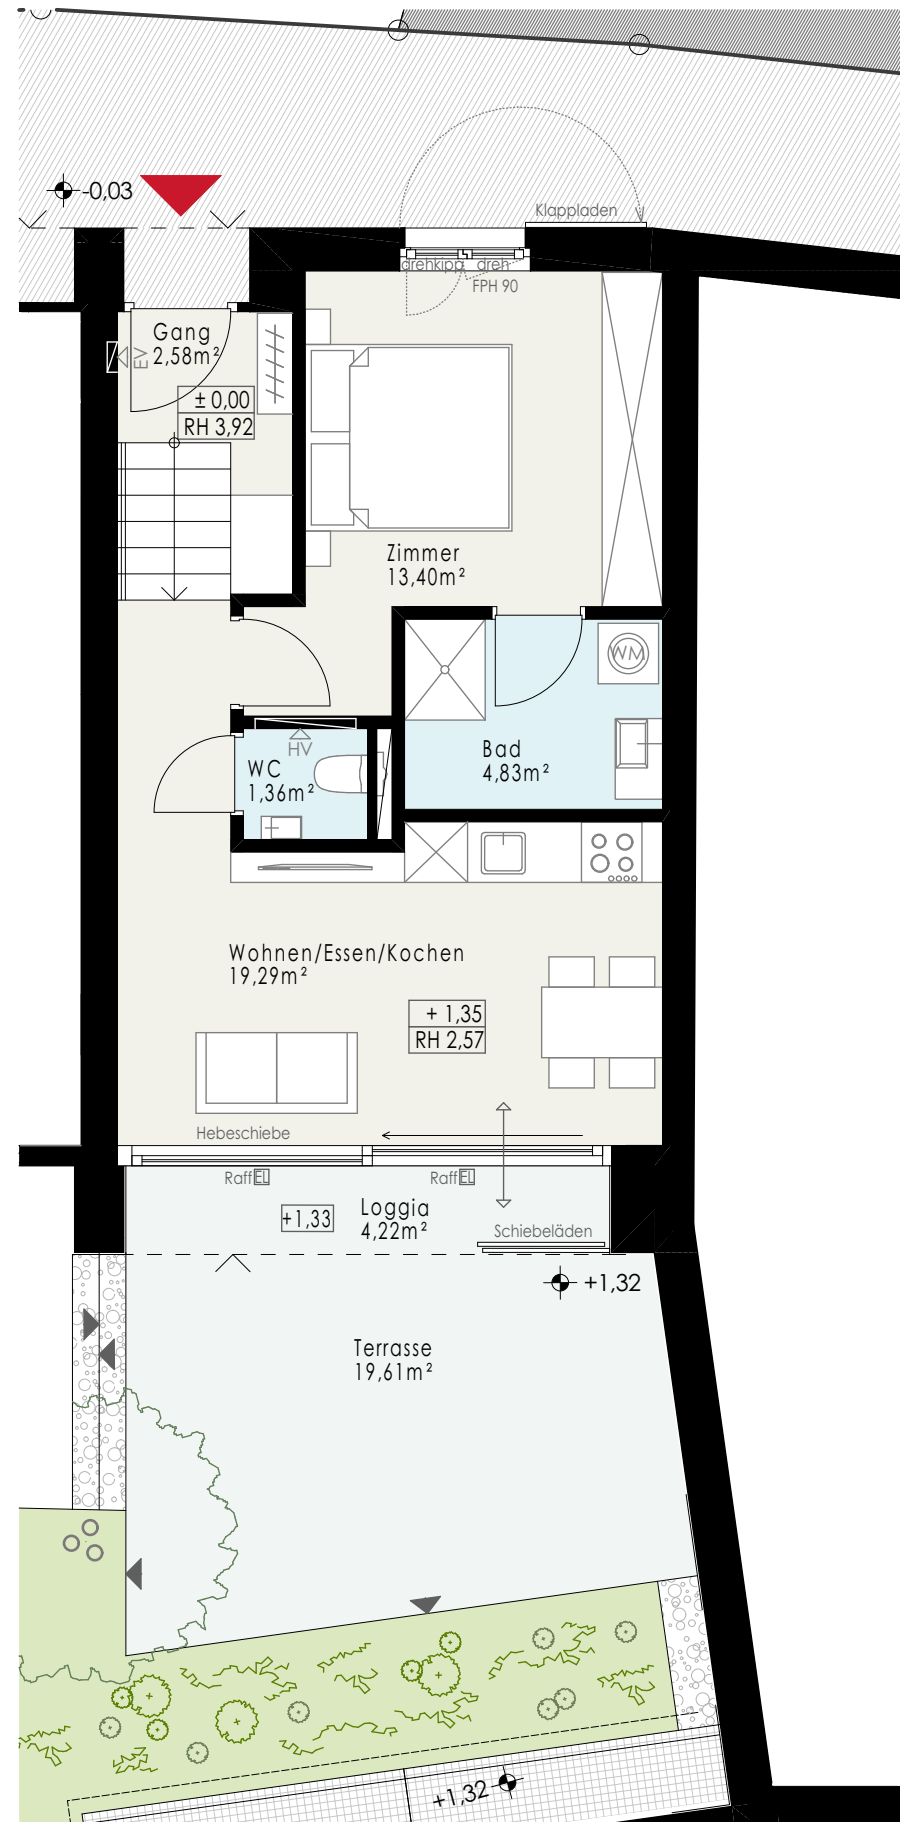 -0,03
Klappladen
drehkipp dreh
FPH 90
Gang
2,58m²
EV
± 0,00
RH 3,92
Zimmer
13,40m²
WM
HV
WC
1,36m²
Bad
4,83m²
Wohnen/Essen/Kochen
19,29m²
+ 1,35
RH 2,57
Hebeschiebe
Raff EL
Raff EL
+1,33
Loggia
4,22m²
Schiebeläden
+1,32
Terrasse
19,61m²
+1,32